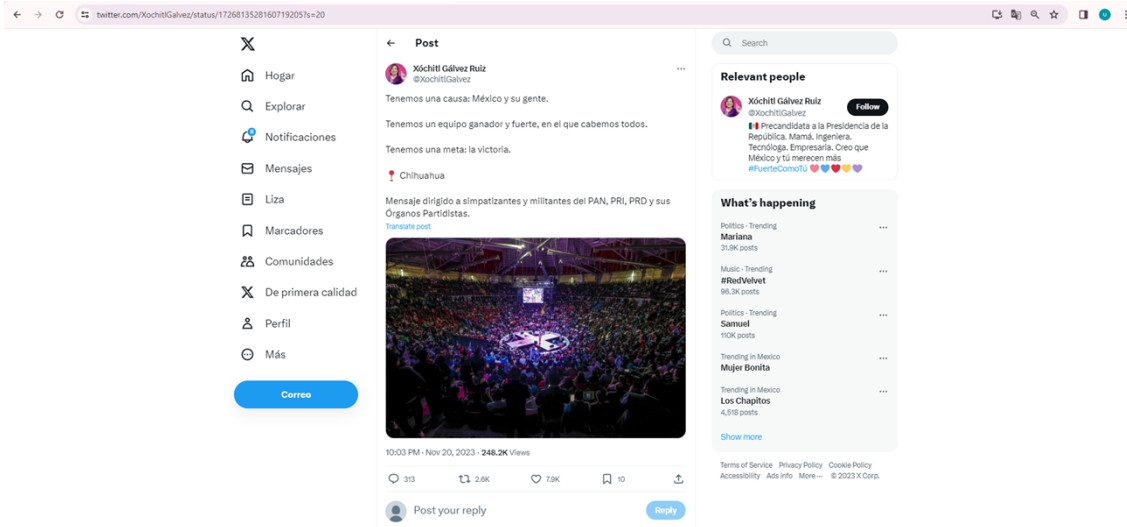 twitter.com/XochitlGalvez/status/1726813528160719205?s=20
Hogar
Explorar
Notificaciones
Mensajes
Liza
Marcadores
Comunidades
De primera calidad
Perfil
Más
Correo
Post
Xóchitl Gálvez Ruiz
@XochitlGalvez
Tenemos una causa: México y su gente.
Tenemos un equipo ganador y fuerte, en el que cabemos todos.
Tenemos una meta: la victoria.
Chihuahua
Mensaje dirigido a simpatizantes y militantes del PAN, PRI, PRD y sus
Órganos Partidistas.
Translate post
10:03 PM · Nov 20, 2023 · 248.2K Views
313 2.6K 7.9K 10
Post your reply
Reply
Search
Relevant people
Xóchitl Gálvez Ruiz
@XochitlGalvez
Follow
Precandidata a la Presidencia de la
República. Mamá. Ingeniera.
Tecnóloga. Empresaria. Creo que
México y tú merecen más
#FuerteComoTú
What's happening
Politics · Trending
Mariana
31.9K posts
Music · Trending
#RedVelvet
96.3K posts
Politics · Trending
Samuel
110K posts
Trending in Mexico
Mujer Bonita
Trending in Mexico
Los Chapitos
4,518 posts
Show more
Terms of Service Privacy Policy Cookie Policy
Accessibility Ads info More··· © 2023 X Corp.